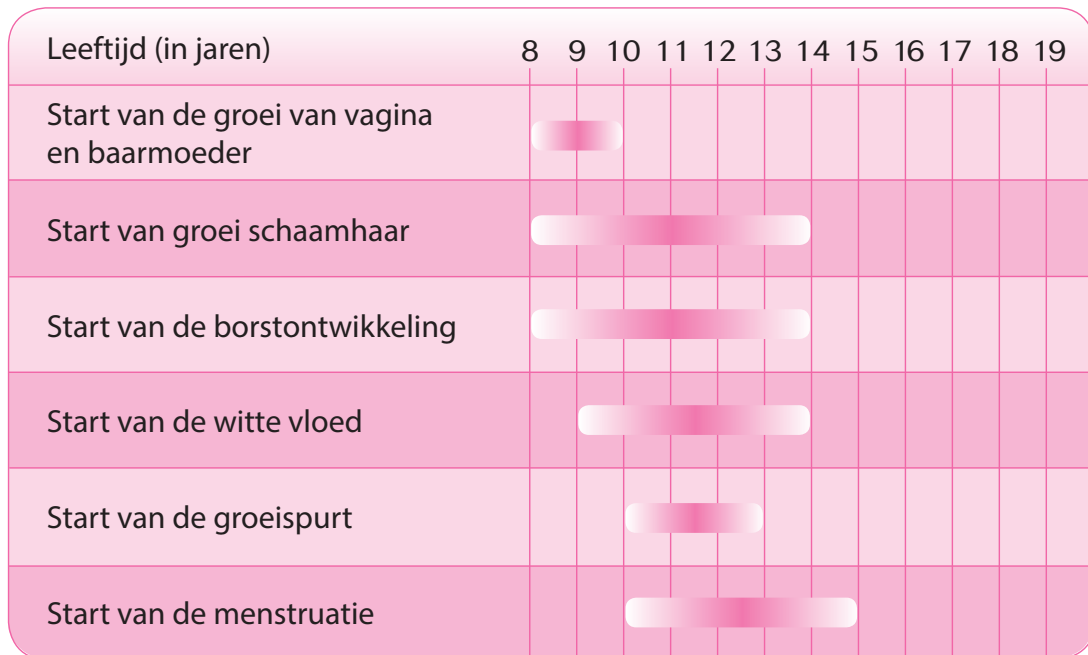 Leeftijd (in jaren) 8 9 10 11 12 13 14 15 16 17 18 19
Start van de groei van vagina
en baarmoeder
Start van groei schaamhaar
Start van de borstontwikkeling
Start van de witte vloed
Start van de groeispurt
Start van de menstruatie